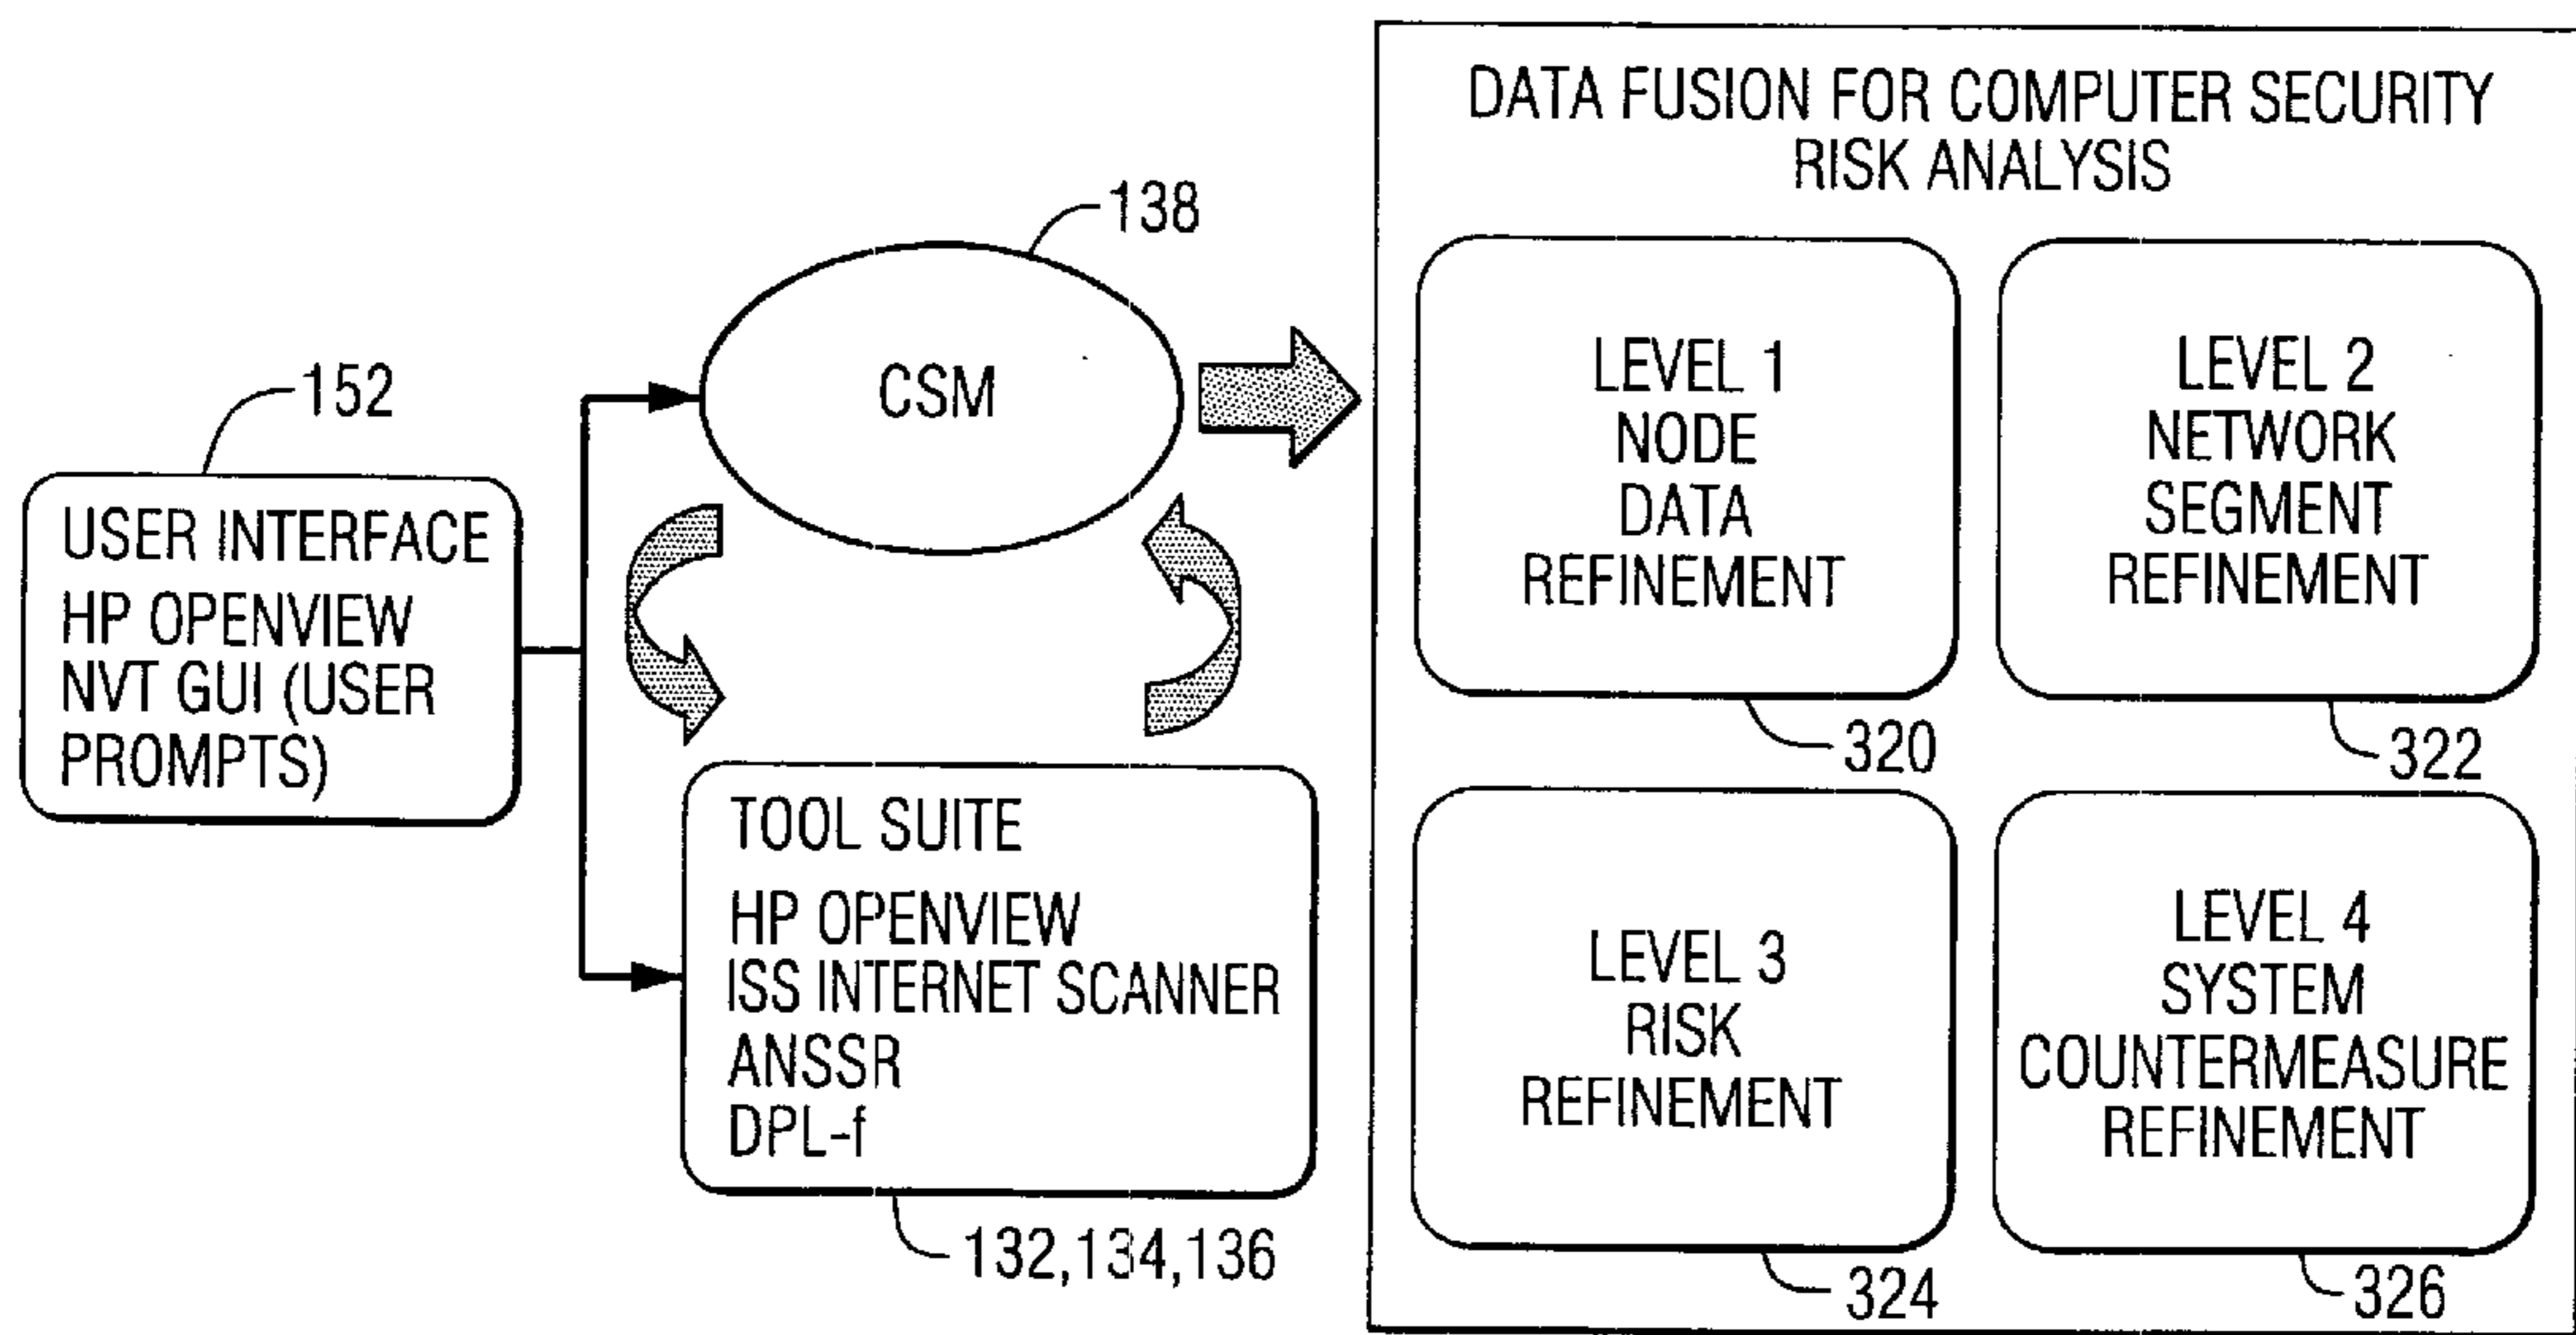 152
USER INTERFACE
HP OPENVIEW
NVT GUI (USER
PROMPTS)
138
CSM
TOOL SUITE
HP OPENVIEW
ISS INTERNET SCANNER
ANSSR
DPL-f
132,134,136
DATA FUSION FOR COMPUTER SECURITY
RISK ANALYSIS
LEVEL 1
NODE
DATA
REFINEMENT
320
LEVEL 2
NETWORK
SEGMENT
REFINEMENT
322
LEVEL 3
RISK
REFINEMENT
324
LEVEL 4
SYSTEM
COUNTERMEASURE
REFINEMENT
326